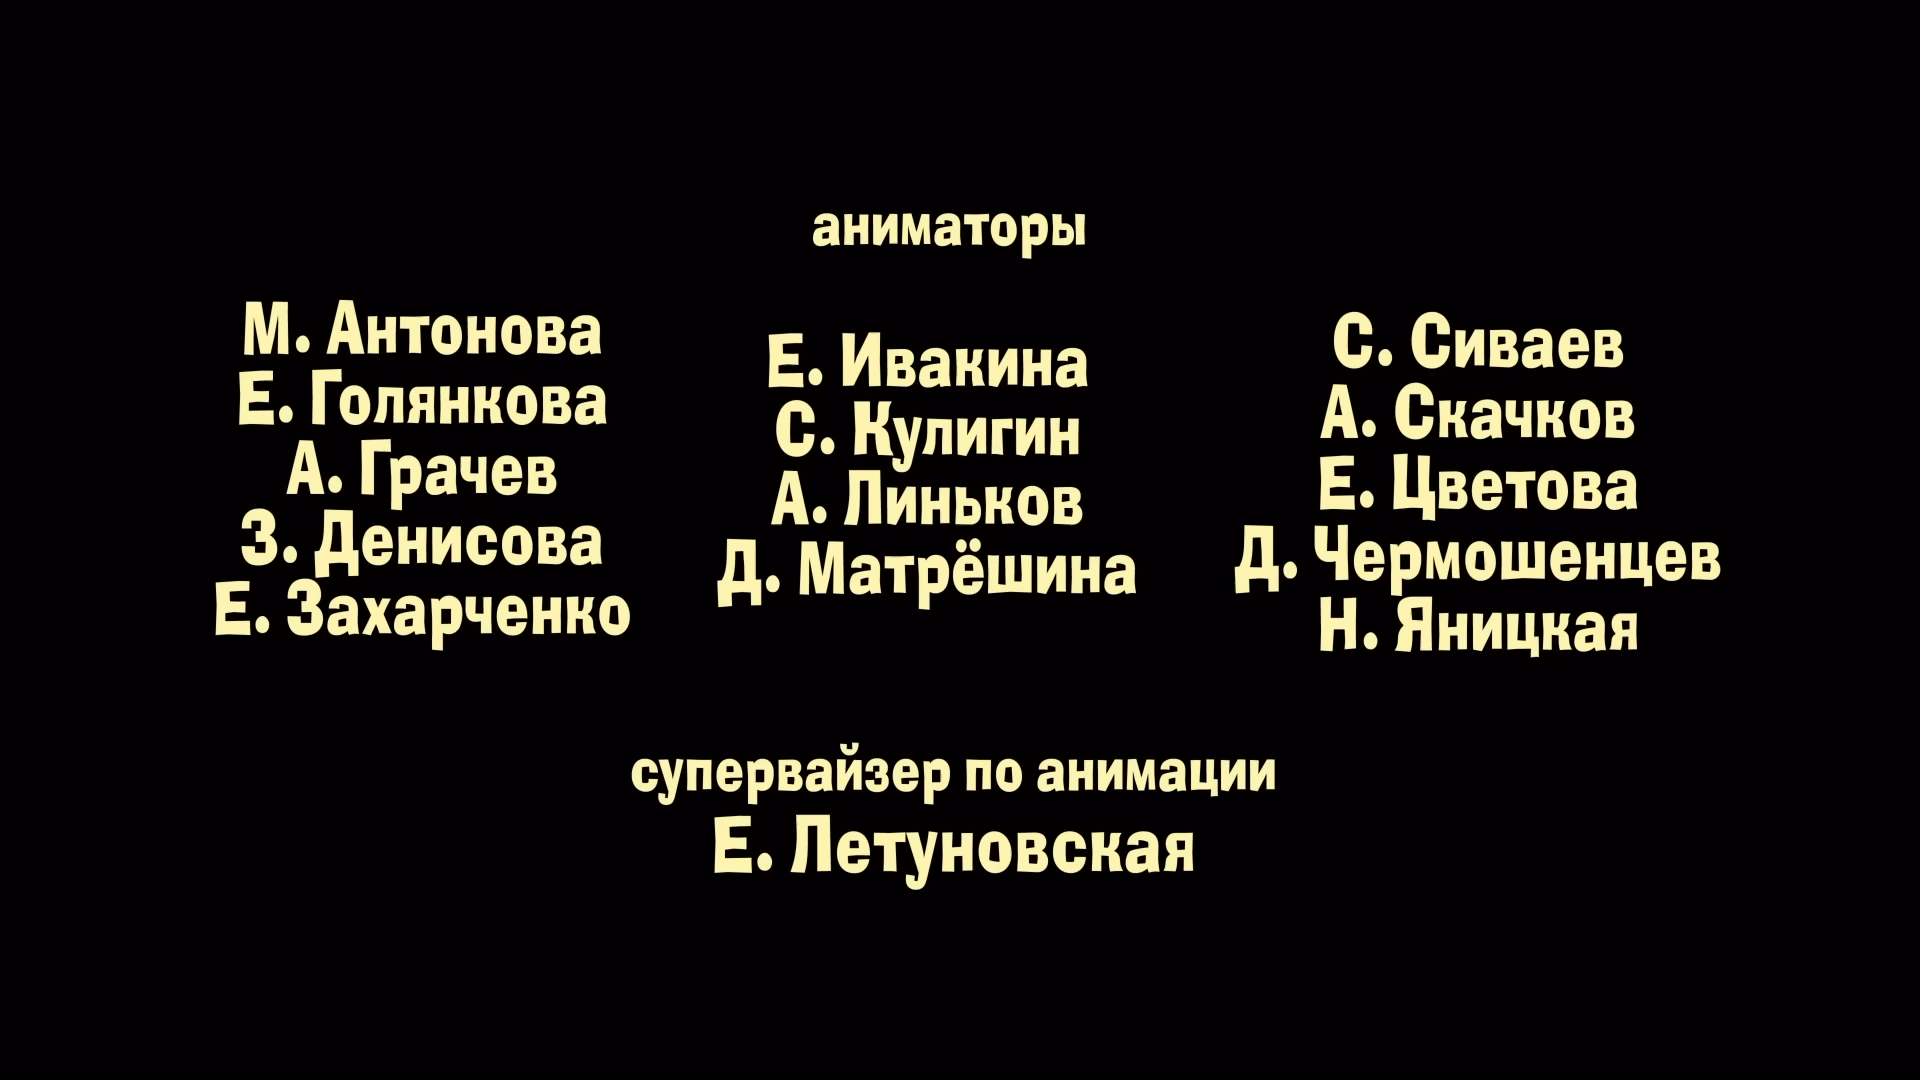 аниматоры
М. Антонова
Е. Голянкова
А. Грачев
З. Денисова
Е. Захарченко
Е. Ивакина
С. Кулигин
А. Линьков
Д. Матрёшина
С. Сиваев
А. Скачков
Е. Цветова
Д. Чермошенцев
Н. Яницкая
супервайзер по анимации
Е. Летуновская